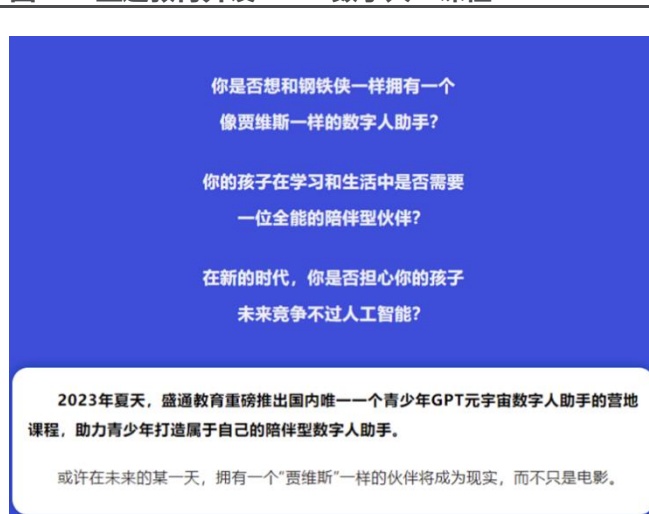 你是否想和钢铁侠一样拥有一个
像贾维斯一样的数字人助手？
你的孩子在学习和生活中是否需要
一位全能的陪伴型伙伴？
在新的时代，你是否担心你的孩子
未来竞争不过人工智能？
2023年夏天，盛通教育重磅推出国内唯一一个青少年GPT元宇宙数字人助手的营地
课程，助力青少年打造属于自己的陪伴型数字人助手。
或许在未来的某一天，拥有一个“贾维斯”一样的伙伴将成为现实，而不只是电影。